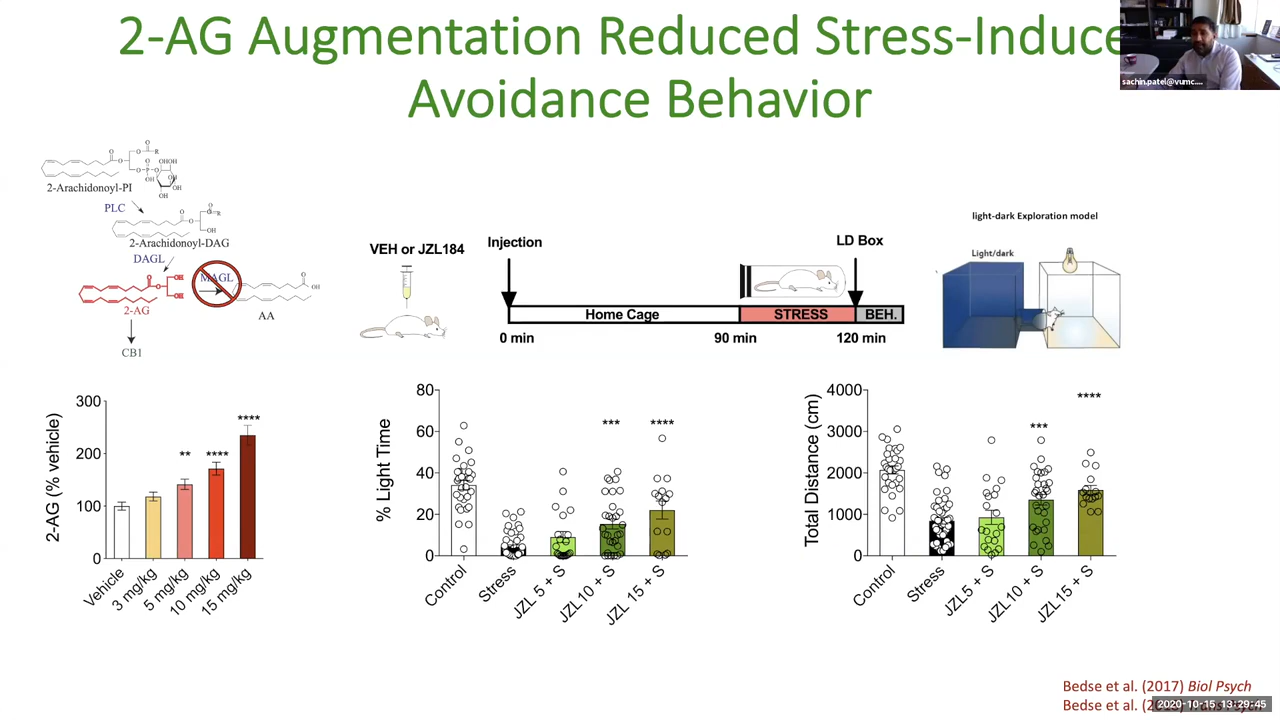 2-AG Augmentation Reduced Stress-Induce
Avoidance Behavior
sachin.patel@vumc....
2-Arachidonoyl-PI
PLC
2-Arachidonoyl-DAG
DAGL
MAGL
2-AG
AA
CB1
VEH or JZL184
Injection
LD Box
Home Cage
STRESS
BEH.
0 min
90 min
120 min
light-dark Exploration model
Light/dark
2-AG (% vehicle)
300
200
100
0
**
****
****
Vehicle
3 mg/kg
5 mg/kg
10 mg/kg
15 mg/kg
% Light Time
80
60
40
20
0
***
****
Control
Stress
JZL 5 + S
JZL 10 + S
JZL 15 + S
Total Distance (cm)
4000
3000
2000
1000
0
***
****
Control
Stress
JZL5 + S
JZL 10 + S
JZL 15 + S
Bedse et al. (2017) Biol Psych
Bedse et al.
2020-10-15 13:29:45